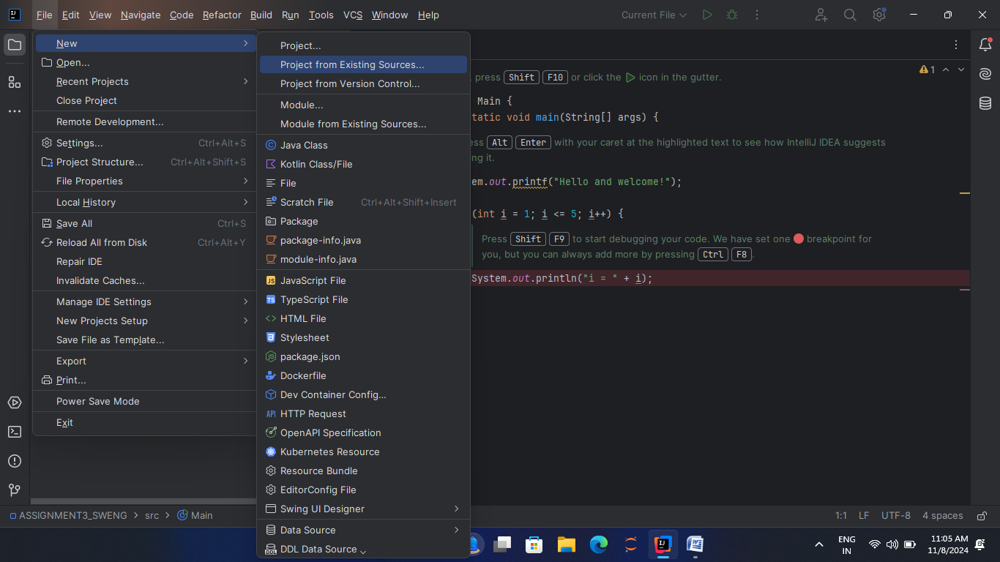 File Edit View Navigate Code Refactor Build Run Tools VCS Window Help Current File
New
Open...
Recent Projects
Close Project
Remote Development...
Settings... Ctrl+Alt+S
Project Structure... Ctrl+Alt+Shift+S
File Properties
Local History
Save All Ctrl+S
Reload All from Disk Ctrl+Alt+Y
Repair IDE
Invalidate Caches...
Manage IDE Settings
New Projects Setup
Save File as Template...
Export
Print...
Power Save Mode
Exit
Project...
Project from Existing Sources...
Project from Version Control...
Module...
Module from Existing Sources...
Java Class
Kotlin Class/File
File
Scratch File Ctrl+Alt+Shift+Insert
Package
package-info.java
module-info.java
JavaScript File
TypeScript File
HTML File
Stylesheet
package.json
Dockerfile
Dev Container Config...
HTTP Request
OpenAPI Specification
Kubernetes Resource
Resource Bundle
EditorConfig File
Swing UI Designer
Data Source
DDL Data Source
press Shift F10 or click the icon in the gutter.
1
Main {
tatic void main(String[] args) {
ess Alt Enter with your caret at the highlighted text to see how IntelliJ IDEA suggests
ng it.
em.out.printf("Hello and welcome!");
(int i = 1; i <= 5; i++) {
Press Shift F9 to start debugging your code. We have set one breakpoint for
you, but you can always add more by pressing Ctrl F8.
System.out.println("i = " + i);
ASSIGNMENT3_SWENG > src > Main
1:1 LF UTF-8 4 spaces
ENG
IN
11:05 AM
11/8/2024